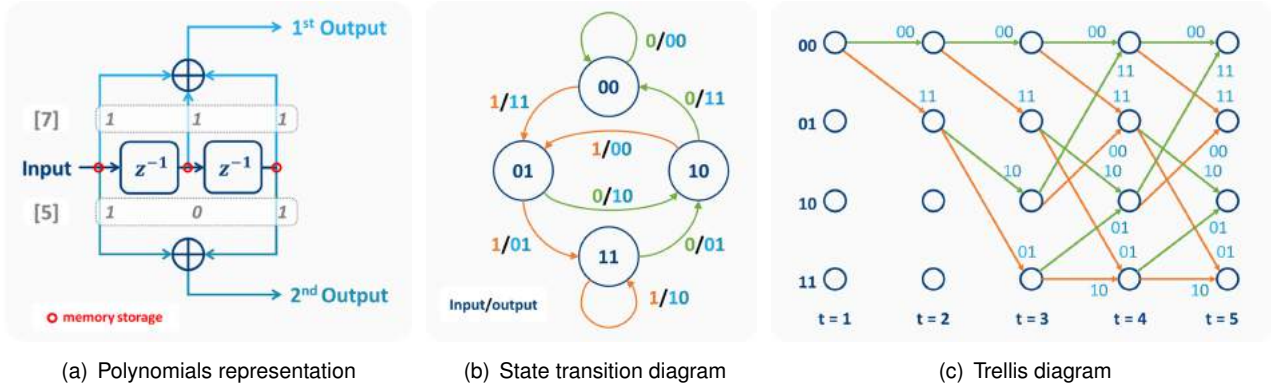 1st Output
[7] 1 1 1
Input z⁻¹ z⁻¹
[5] 1 0 1
2nd Output
memory storage
0/00
00
1/11 0/11
1/00
01 10
0/10
1/01 0/01
11
Input/output
1/10
00 00 00 00 00
11 11
01 11 11 11
10 00 00
10 10 10
01 01 01
01 01
11 10 10
t = 1 t = 2 t = 3 t = 4 t = 5
(a) Polynomials representation
(b) State transition diagram
(c) Trellis diagram